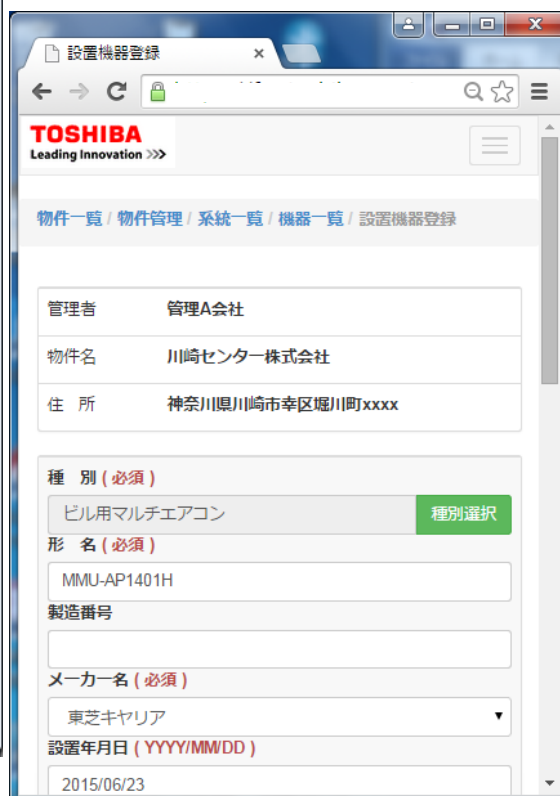 設置機器登録
TOSHIBA
Leading Innovation >>>
物件一覧 / 物件管理 / 系統一覧 / 機器一覧 / 設置機器登録
管理者 管理A会社
物件名 川崎センター株式会社
住 所 神奈川県川崎市幸区堀川町xxxx
種 別 ( 必須 )
ビル用マルチエアコン 種別選択
形 名 ( 必須 )
MMU-AP1401H
製造番号
メーカー名 ( 必須 )
東芝キヤリア
設置年月日 ( YYYY/MM/DD )
2015/06/23